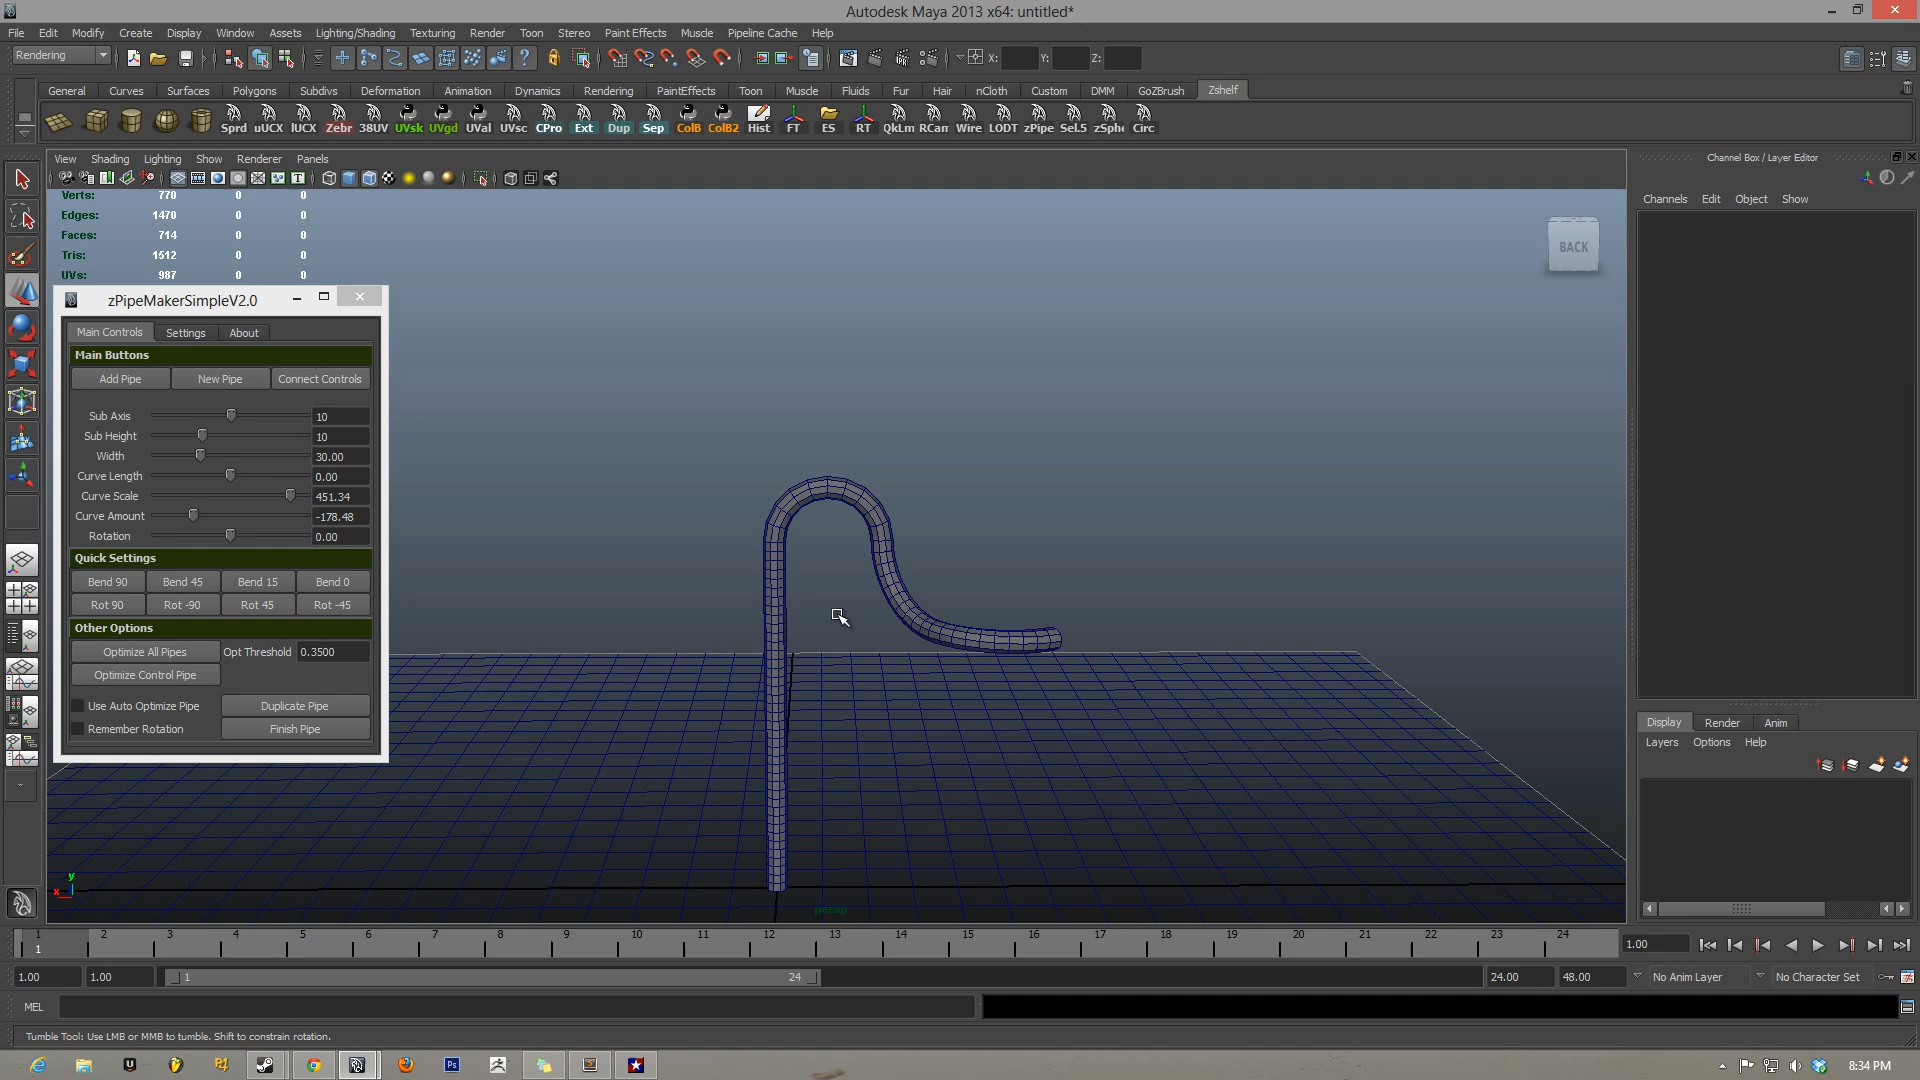 Autodesk Maya 2013 x64: untitled*
File Edit Modify Create Display Window Assets Lighting/Shading Texturing Render Toon Stereo Paint Effects Muscle Pipeline Cache Help
Rendering X: Y: Z:
General Curves Surfaces Polygons Subdivs Deformation Animation Dynamics Rendering PaintEffects Toon Muscle Fluids Fur Hair nCloth Custom DMM GoZBrush Zshelf
Sprd uUCX lUCX Zebr 38UV UVsk UVgd UVal UVsc CPro Ext Dup Sep ColB ColB2 Hist FT ES RT QkLm RCam Wire LODT zPipe Sel.5 zSph Circ
View Shading Lighting Show Renderer Panels
Channel Box / Layer Editor
Channels Edit Object Show
Verts: 770 0 0
Edges: 1470 0 0
Faces: 714 0 0
Tris: 1512 0 0
UVs: 987 0 0
BACK
zPipeMakerSimpleV2.0
Main Controls Settings About
Main Buttons
Add Pipe New Pipe Connect Controls
Sub Axis 10
Sub Height 10
Width 30.00
Curve Length 0.00
Curve Scale 451.34
Curve Amount -178.48
Rotation 0.00
Quick Settings
Bend 90 Bend 45 Bend 15 Bend 0
Rot 90 Rot -90 Rot 45 Rot -45
Other Options
Optimize All Pipes Opt Threshold 0.3500
Optimize Control Pipe
Use Auto Optimize Pipe Duplicate Pipe
Remember Rotation Finish Pipe
y
x
persp
Display Render Anim
Layers Options Help
1 2 3 4 5 6 7 8 9 10 11 12 13 14 15 16 17 18 19 20 21 22 23 24
1 1.00
1.00 1.00 1 24 24.00 48.00 No Anim Layer No Character Set
MEL
Tumble Tool: Use LMB or MMB to tumble. Shift to constrain rotation.
Ps
8:34 PM